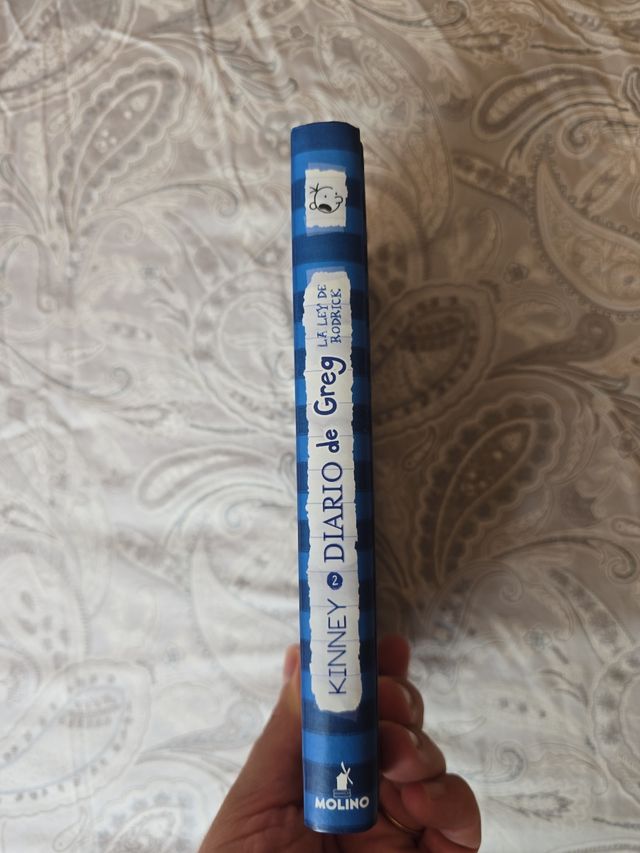 KINNEY 2 DIARIO de Greg
LA LEY DE
RODRICK
MOLINO